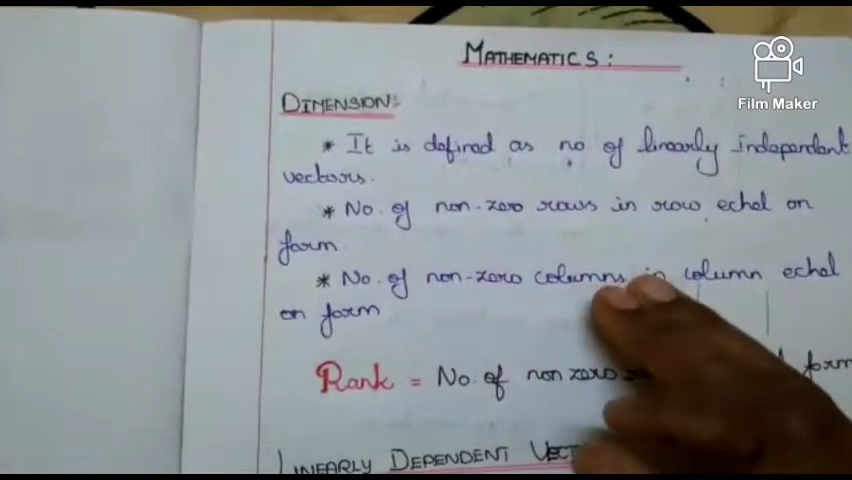 MATHEMATICS:
Film Maker
DIMENSION:
* It is defined as no of linearly independent
vectors.
* No. of non-zero rows in row echel on
form
* No. of non-zero columns in column echel
on form
Rank = No. of non zero form
LINEARLY DEPENDENT